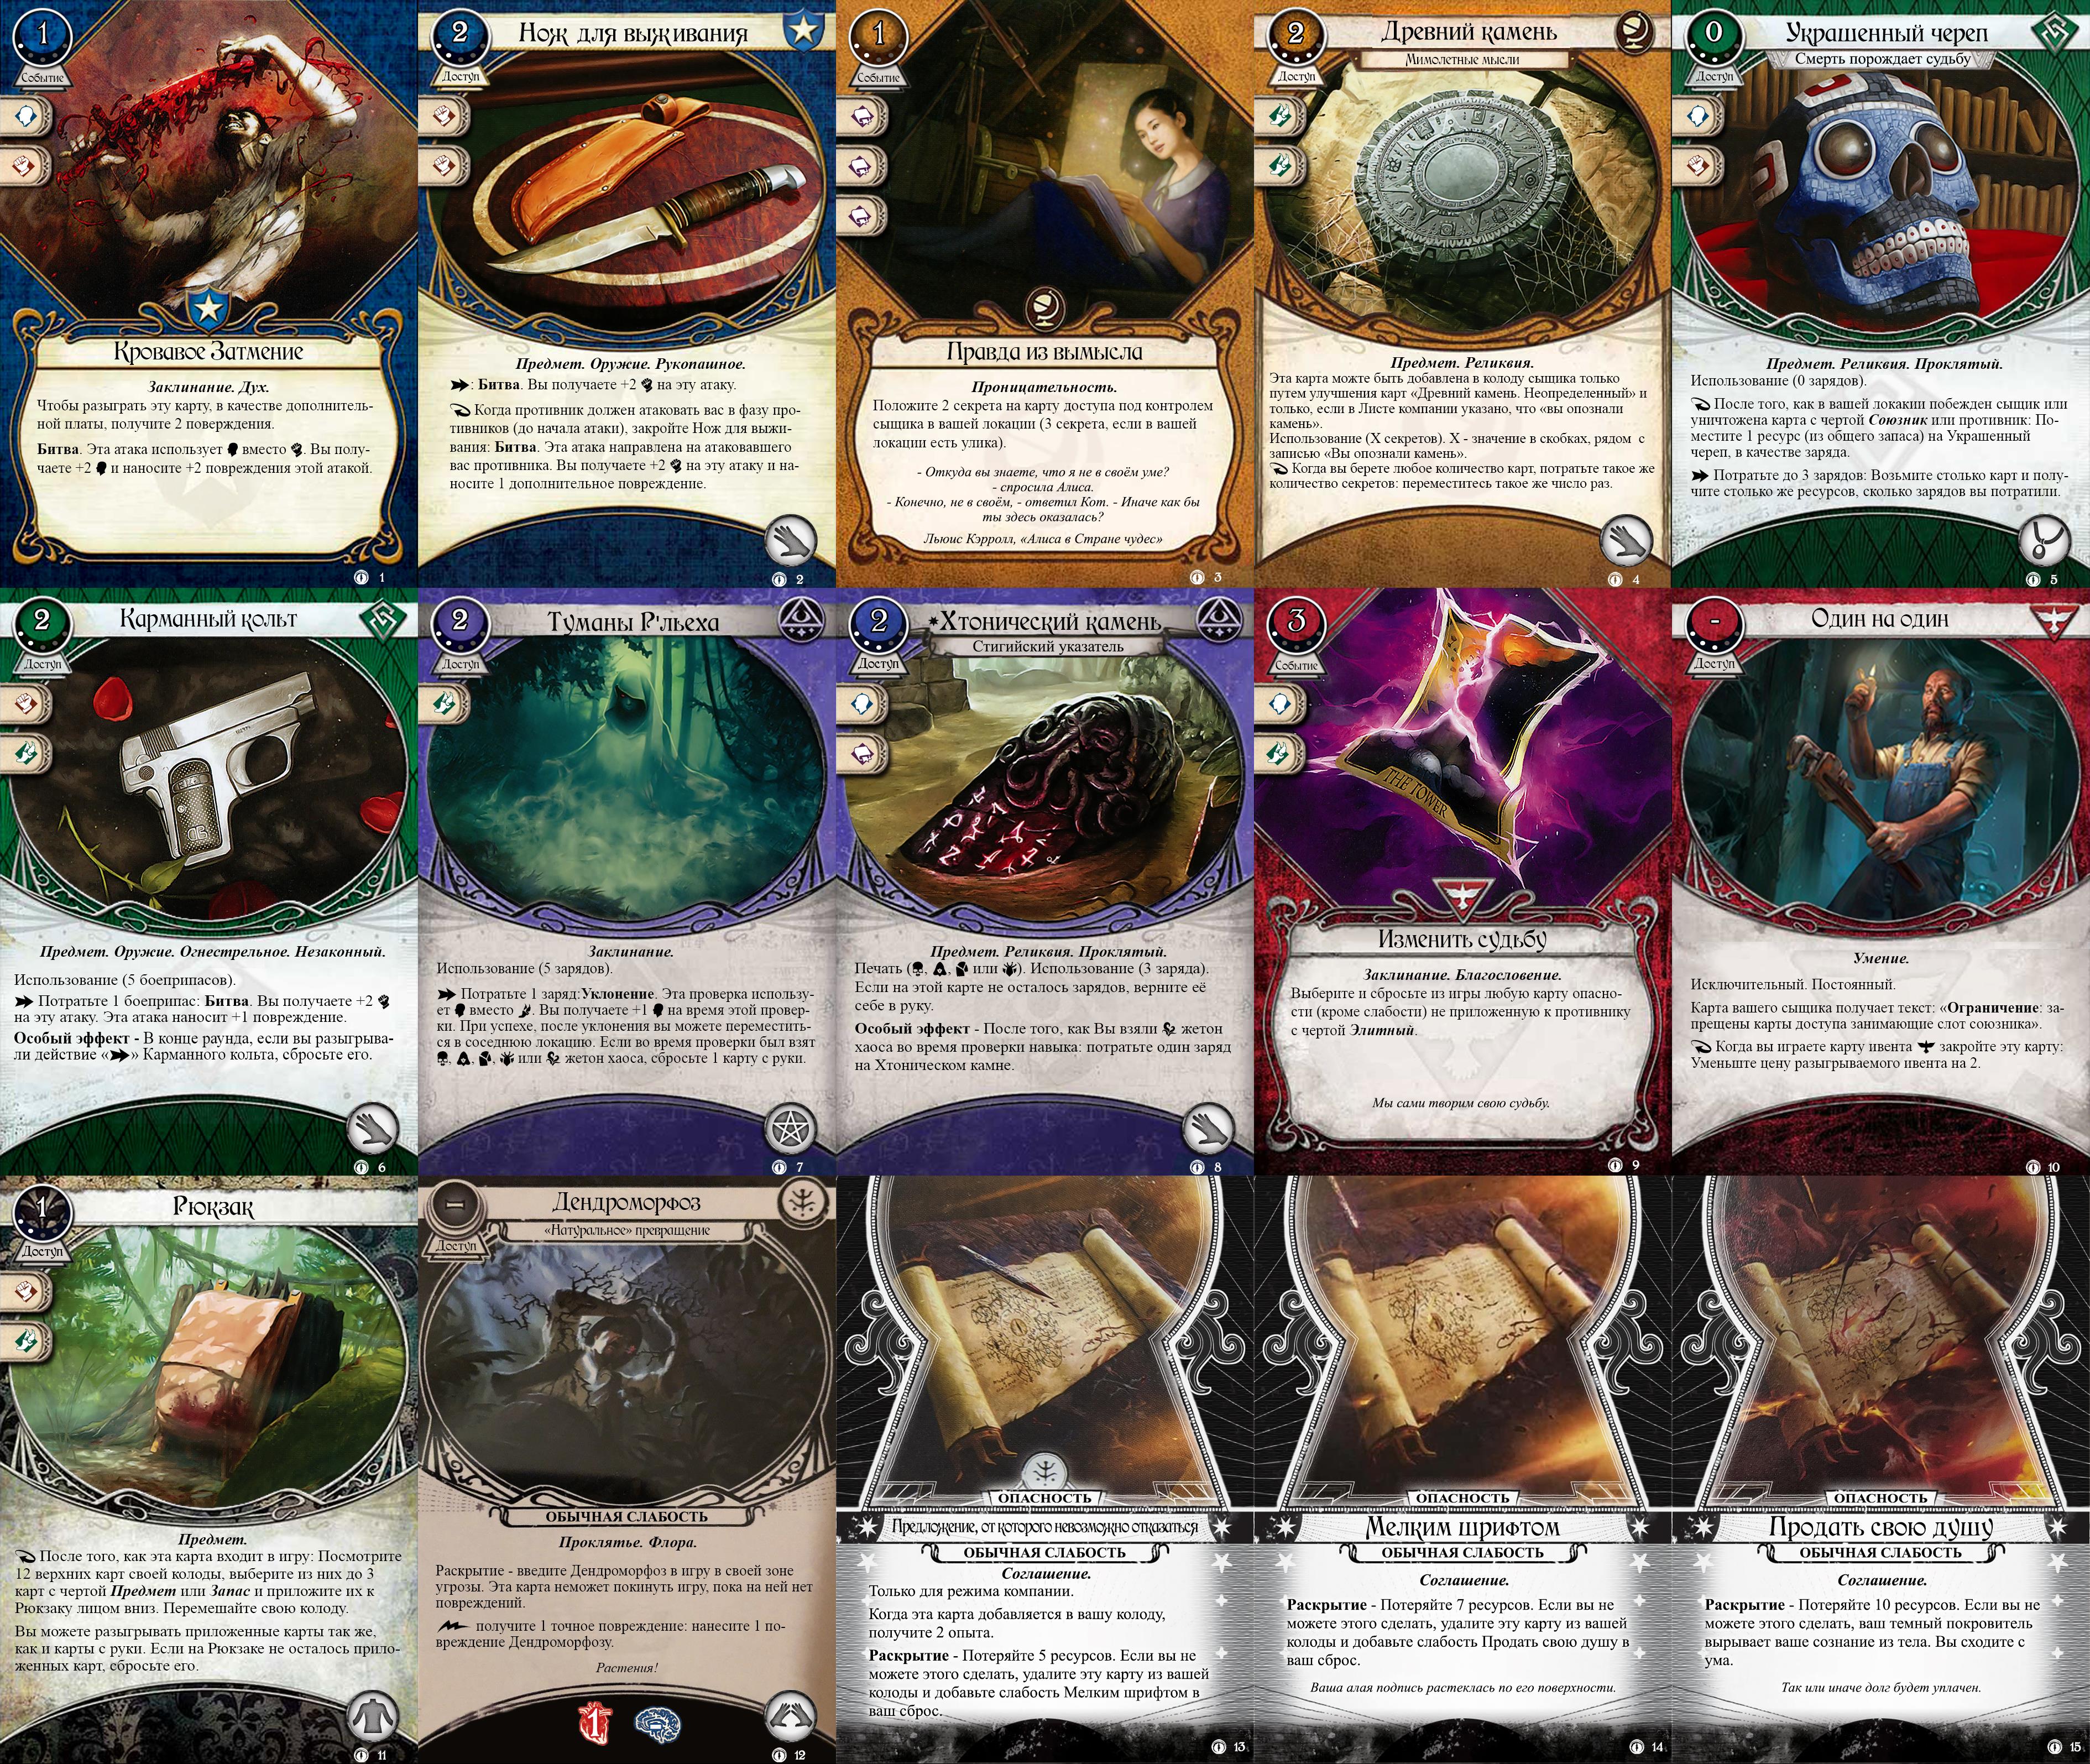 1
Событие
Кровавое Затмение
Заклинание. Дух.
Чтобы разыграть эту карту, в качестве дополнитель-
ной платы, получите 2 поверждения.
Битва. Эта атака использует вместо . Вы полу-
чаете +2 и наносите +2 повреждения этой атакой.
1
2
Доступ
Нож для выживания
Предмет. Оружие. Рукопашное.
: Битва. Вы получаете +2 на эту атаку.
Когда противник должен атаковать вас в фазу про-
тивников (до начала атаки), закройте Нож для выжи-
вания: Битва. Эта атака направлена на атаковавшего
вас противника. Вы получаете +2 на эту атаку и на-
носите 1 дополнительное повреждение.
2
1
Событие
Правда из вымысла
Проницательность.
Положите 2 секрета на карту доступа под контролем
сыщика в вашей локации (3 секрета, если в вашей
локации есть улика).
- Откуда вы знаете, что я не в своём уме?
- спросила Алиса.
- Конечно, не в своём, - ответил Кот. - Иначе как бы
ты здесь оказалась?
Льюис Кэрролл, «Алиса в Стране чудес»
3
2
Доступ
Древний камень
Мимолетные мысли
Предмет. Реликвия.
Эта карта можте быть добавлена в колоду сыщика только
путем улучшения карт «Древний камень. Неопределенный» и
только, если в Листе компании указано, что «вы опознали
камень».
Использование (X секретов). X - значение в скобках, рядом с
записью «Вы опознали камень».
Когда вы берете любое количество карт, потратьте такое же
количество секретов: переместитесь такое же число раз.
4
0
Доступ
Украшенный череп
Смерть порождает судьбу
Предмет. Реликвия. Проклятый.
Использование (0 зарядов).
После того, как в вашей локакии побежден сыщик или
уничтожена карта с чертой Союзник или противник: По-
местите 1 ресурс (из общего запаса) на Украшенный
череп, в качестве заряда.
Потратьте до 3 зарядов: Возьмите столько карт и полу-
чите столько же ресурсов, сколько зарядов вы потратили.
5
2
Доступ
Карманный кольт
Предмет. Оружие. Огнестрельное. Незаконный.
Использование (5 боеприпасов).
Потратьте 1 боеприпас: Битва. Вы получаете +2
на эту атаку. Эта атака наносит +1 повреждение.
Особый эффект - В конце раунда, если вы разыгрыва-
ли действие «» Карманного кольта, сбросьте его.
6
2
Доступ
Туманы Р'льеха
Заклинание.
Использование (5 зарядов).
Потратьте 1 заряд:Уклонение. Эта проверка использу-
ет вместо . Вы получаете +1 на время этой провер-
ки. При успехе, после уклонения вы можете переместить-
ся в соседнюю локацию. Если во время проверки был взят
, , , или жетон хаоса, сбросьте 1 карту с руки.
7
2
Доступ
Хтонический камень
Стигийский указатель
Предмет. Реликвия. Проклятый.
Печать (, , или ). Использование (3 заряда).
Если на этой карте не осталось зарядов, верните её
себе в руку.
Особый эффект - После того, как Вы взяли жетон
хаоса во время проверки навыка: потратьте один заряд
на Хтоническом камне.
8
3
Событие
THE TOWER
Изменить судьбу
Заклинание. Благословение.
Выберите и сбросьте из игры любую карту опасно-
сти (кроме слабости) не приложенную к противнику
с чертой Элитный.
Мы сами творим свою судьбу.
9
-
Доступ
Один на один
Умение.
Исключительный. Постоянный.
Карта вашего сыщика получает текст: «Ограничение: за-
прещены карты доступа занимающие слот союзника».
Когда вы играете карту ивента закройте эту карту:
Уменьште цену разыгрываемого ивента на 2.
10
1
Доступ
Рюкзак
Предмет.
После того, как эта карта входит в игру: Посмотрите
12 верхних карт своей колоды, выберите из них до 3
карт с чертой Предмет или Запас и приложите их к
Рюкзаку лицом вниз. Перемешайте свою колоду.
Вы можете разыгрывать приложенные карты так же,
как и карты с руки. Если на Рюкзаке не осталось прило-
женных карт, сбросьте его.
11
-
Доступ
Дендроморфоз
«Натуральное» превращение
ОБЫЧНАЯ СЛАБОСТЬ
Проклятье. Флора.
Раскрытие - введите Дендроморфоз в игру в своей зоне
угрозы. Эта карта неможет покинуть игру, пока на ней нет
повреждений.
получите 1 точное повреждение: нанесите 1 по-
вреждение Дендроморфозу.
Растения!
1
12
ОПАСНОСТЬ
Предложение, от которого невозможно отказаться
ОБЫЧНАЯ СЛАБОСТЬ
Соглашение.
Только для режима компании.
Когда эта карта добавляется в вашу колоду,
получите 2 опыта.
Раскрытие - Потеряйте 5 ресурсов. Если вы не
можете этого сделать, удалите эту карту из вашей
колоды и добавьте слабость Мелким шрифтом в
ваш сброс.
13
ОПАСНОСТЬ
Мелким шрифтом
ОБЫЧНАЯ СЛАБОСТЬ
Соглашение.
Раскрытие - Потеряйте 7 ресурсов. Если вы не
можете этого сделать, удалите эту карту из вашей
колоды и добавьте слабость Продать свою душу в
ваш сброс.
Ваша алая подпись растеклась по его поверхности.
14
ОПАСНОСТЬ
Продать свою душу
ОБЫЧНАЯ СЛАБОСТЬ
Соглашение.
Раскрытие - Потеряйте 10 ресурсов. Если вы не
можете этого сделать, ваш темный покровитель
вырывает ваше сознание из тела. Вы сходите с
ума.
Так или иначе долг будет уплачен.
15